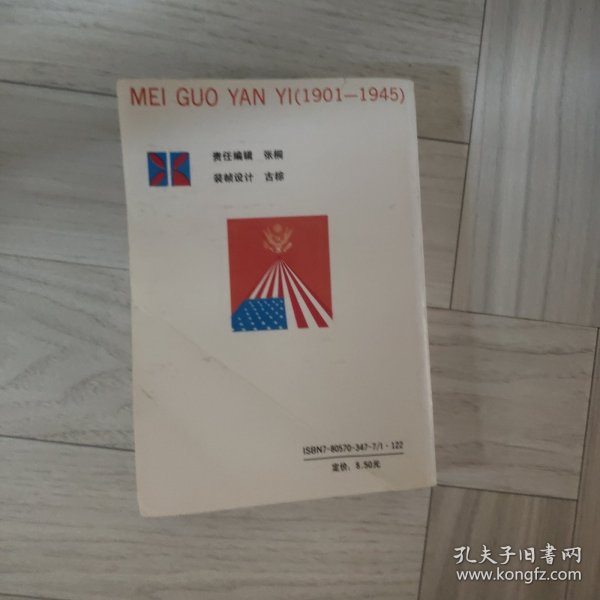 MEI GUO YAN YI(1901—1945)
责任编辑 张桐
装帧设计 古棕
ISBN7-80570-347-7/I·122
定价：8.50元
孔夫子旧书网
www.kongfz.com